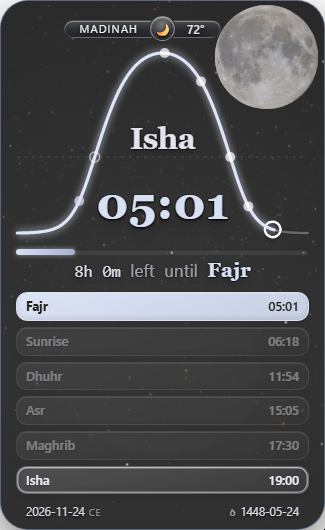 MADINAH 72°
Isha
05:01
8h 0m left until Fajr
Fajr 05:01
Sunrise 06:18
Dhuhr 11:54
Asr 15:05
Maghrib 17:30
Isha 19:00
2026-11-24 CE 1448-05-24